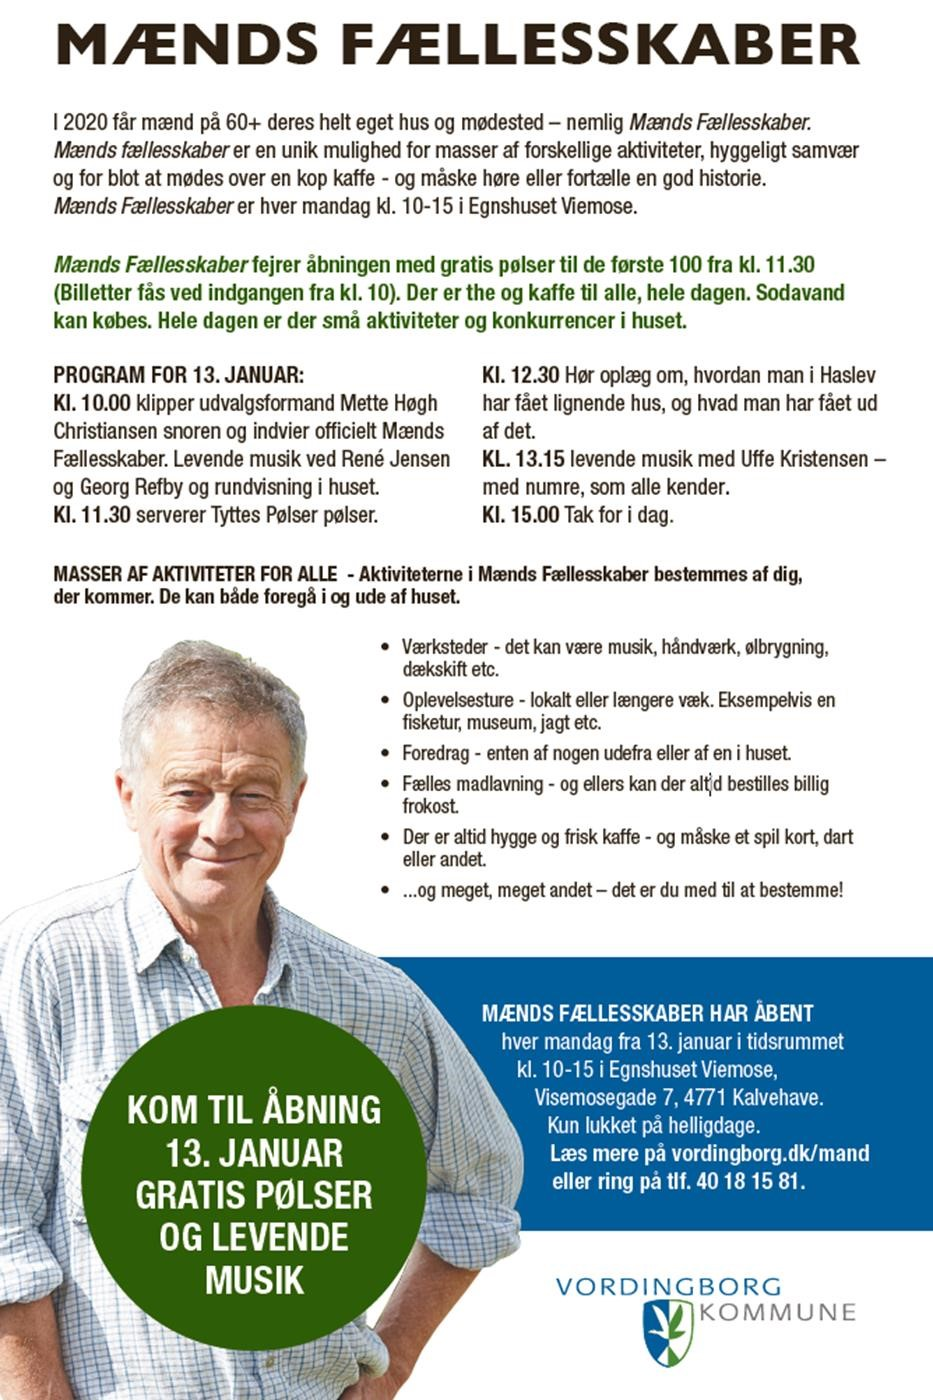 MÆNDS FÆLLESSKABER
I 2020 får mænd på 60+ deres helt eget hus og mødested – nemlig Mænds Fællesskaber.
Mænds fællesskaber er en unik mulighed for masser af forskellige aktiviteter, hyggeligt samvær
og for blot at mødes over en kop kaffe - og måske høre eller fortælle en god historie.
Mænds Fællesskaber er hver mandag kl. 10-15 i Egnshuset Viemose.
Mænds Fællesskaber fejrer åbningen med gratis pølser til de første 100 fra kl. 11.30
(Billetter fås ved indgangen fra kl. 10). Der er the og kaffe til alle, hele dagen. Sodavand
kan købes. Hele dagen er der små aktiviteter og konkurrencer i huset.
PROGRAM FOR 13. JANUAR:
Kl. 10.00 klipper udvalgsformand Mette Høgh
Christiansen snoren og indvier officielt Mænds
Fællesskaber. Levende musik ved René Jensen
og Georg Refby og rundvisning i huset.
Kl. 11.30 serverer Tyttes Pølser pølser.
Kl. 12.30 Hør oplæg om, hvordan man i Haslev
har fået lignende hus, og hvad man har fået ud
af det.
KL. 13.15 levende musik med Uffe Kristensen –
med numre, som alle kender.
Kl. 15.00 Tak for i dag.
MASSER AF AKTIVITETER FOR ALLE - Aktiviteterne i Mænds Fællesskaber bestemmes af dig,
der kommer. De kan både foregå i og ude af huset.
• Værksteder - det kan være musik, håndværk, ølbrygning,
dækskift etc.
• Oplevelsesture - lokalt eller længere væk. Eksempelvis en
fisketur, museum, jagt etc.
• Foredrag - enten af nogen udefra eller af en i huset.
• Fælles madlavning - og ellers kan der altid bestilles billig
frokost.
• Der er altid hygge og frisk kaffe - og måske et spil kort, dart
eller andet.
• ...og meget, meget andet – det er du med til at bestemme!
MÆNDS FÆLLESSKABER HAR ÅBENT
hver mandag fra 13. januar i tidsrummet
kl. 10-15 i Egnshuset Viemose,
Visemosegade 7, 4771 Kalvehave.
Kun lukket på helligdage.
Læs mere på vordingborg.dk/mand
eller ring på tlf. 40 18 15 81.
KOM TIL ÅBNING
13. JANUAR
GRATIS PØLSER
OG LEVENDE
MUSIK
VORDINGBORG
KOMMUNE